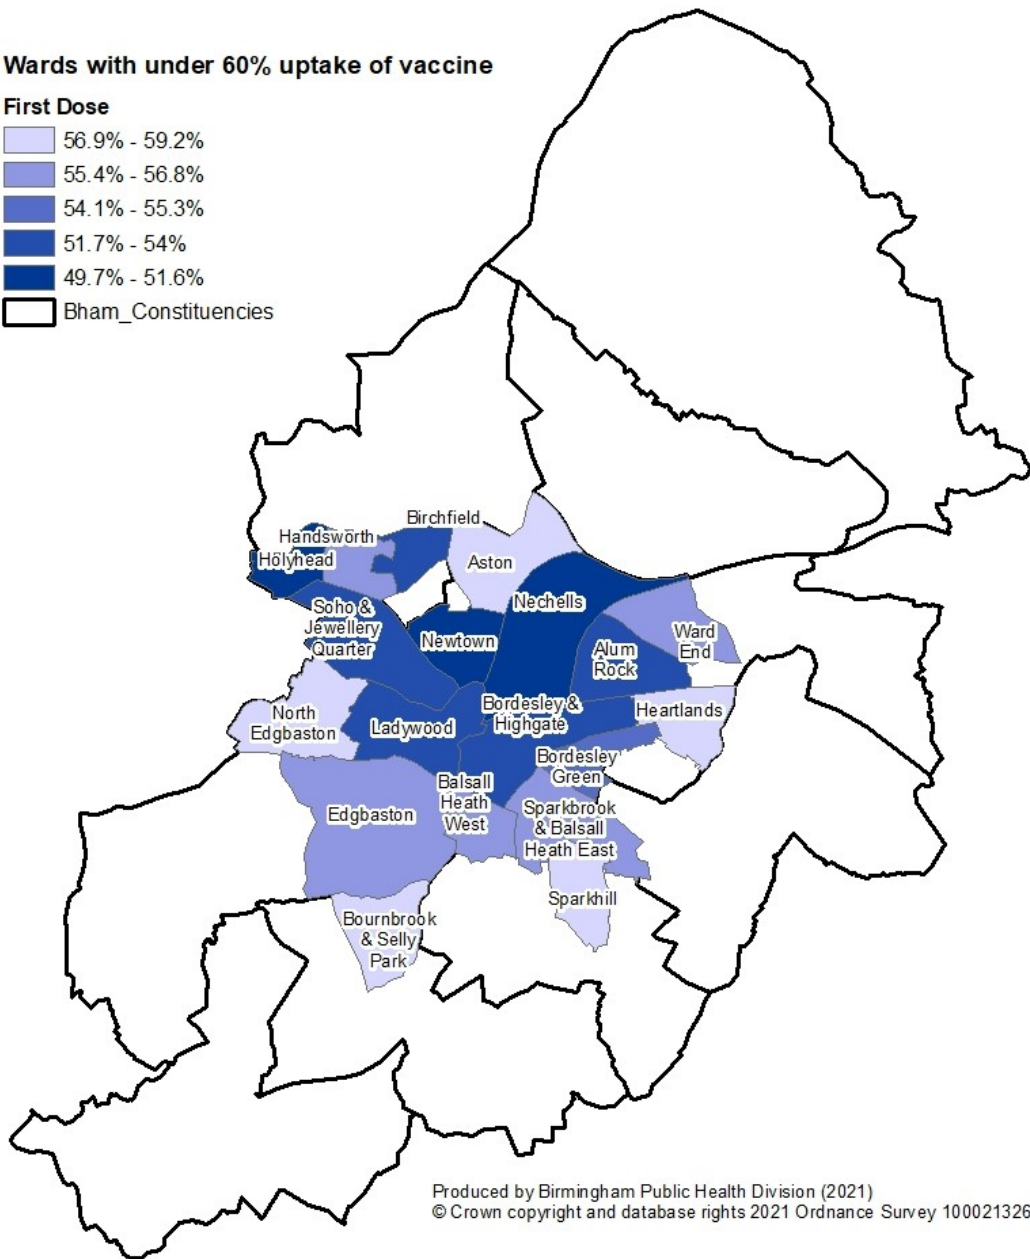 Wards with under 60% uptake of vaccine
First Dose
56.9% - 59.2%
55.4% - 56.8%
54.1% - 55.3%
51.7% - 54%
49.7% - 51.6%
Bham_Constituencies
Birchfield
Handsworth
Holyhead
Aston
Nechells
Soho &
Jewellery
Quarter
Newtown
Ward
End
Alum
Rock
North
Edgbaston
Ladywood
Bordesley &
Highgate
Heartlands
Bordesley
Green
Balsall
Heath
West
Edgbaston
Sparkbrook
& Balsall
Heath East
Sparkhill
Bournbrook
& Selly
Park
Produced by Birmingham Public Health Division (2021)
© Crown copyright and database rights 2021 Ordnance Survey 100021326